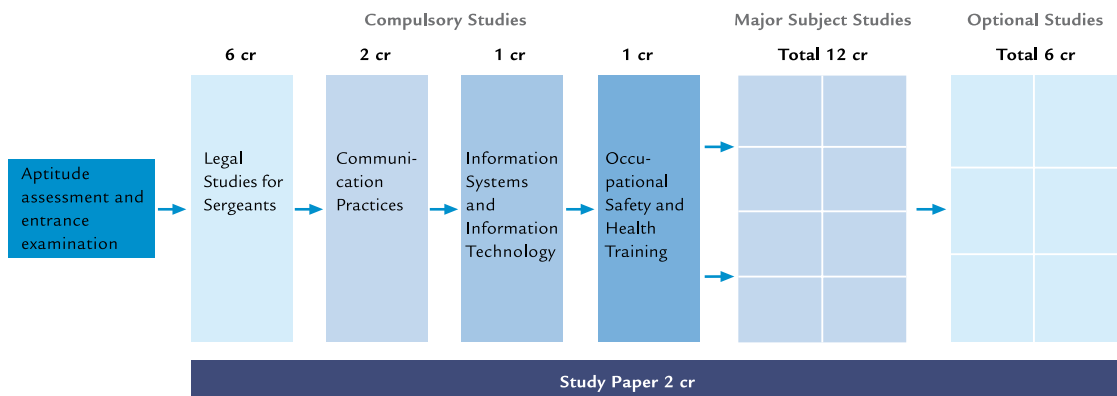 Compulsory Studies
Major Subject Studies
Optional Studies
6 cr
2 cr
1 cr
1 cr
Total 12 cr
Total 6 cr
Aptitude
assessment and
entrance
examination
Legal
Studies for
Sergeants
Communi-
cation
Practices
Information
Systems
and
Information
Technology
Occu-
pational
Safety and
Health
Training
Study Paper 2 cr